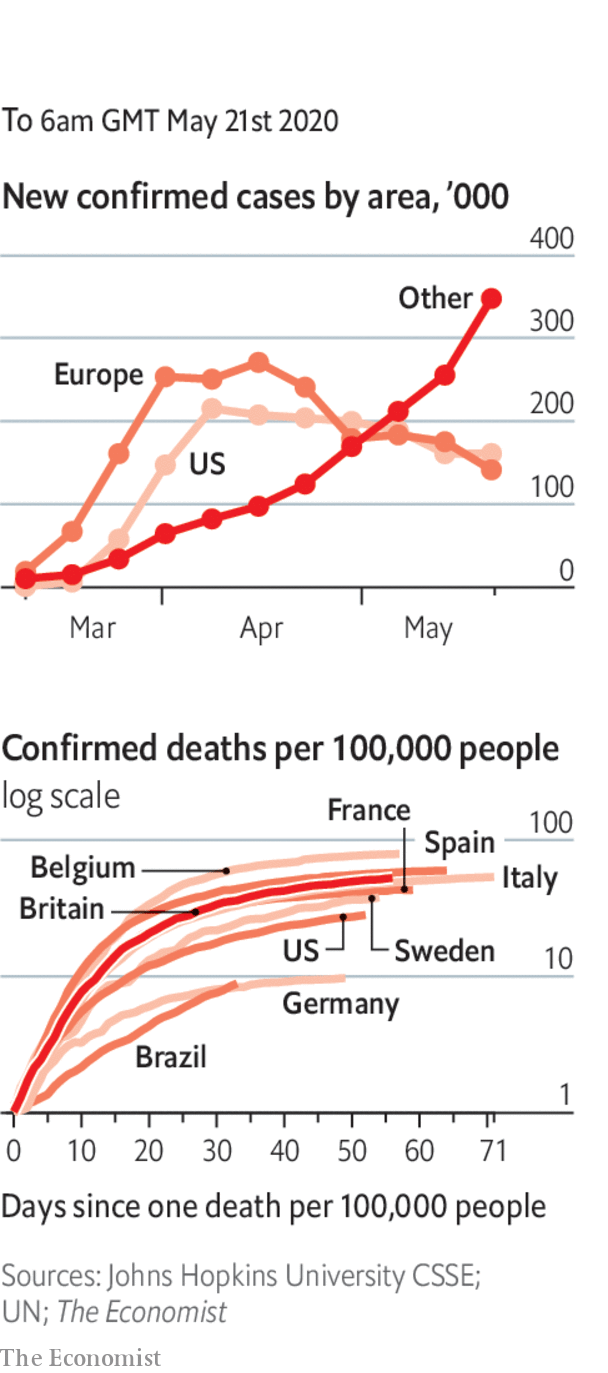 To 6am GMT May 21st 2020
New confirmed cases by area, ’000
400
Other
300
Europe
200
US
100
0
Mar Apr May
Confirmed deaths per 100,000 people
log scale
France
100
Spain
Belgium
Italy
Britain
US
Sweden
10
Germany
Brazil
1
0 10 20 30 40 50 60 71
Days since one death per 100,000 people
Sources: Johns Hopkins University CSSE;
UN; The Economist
The Economist